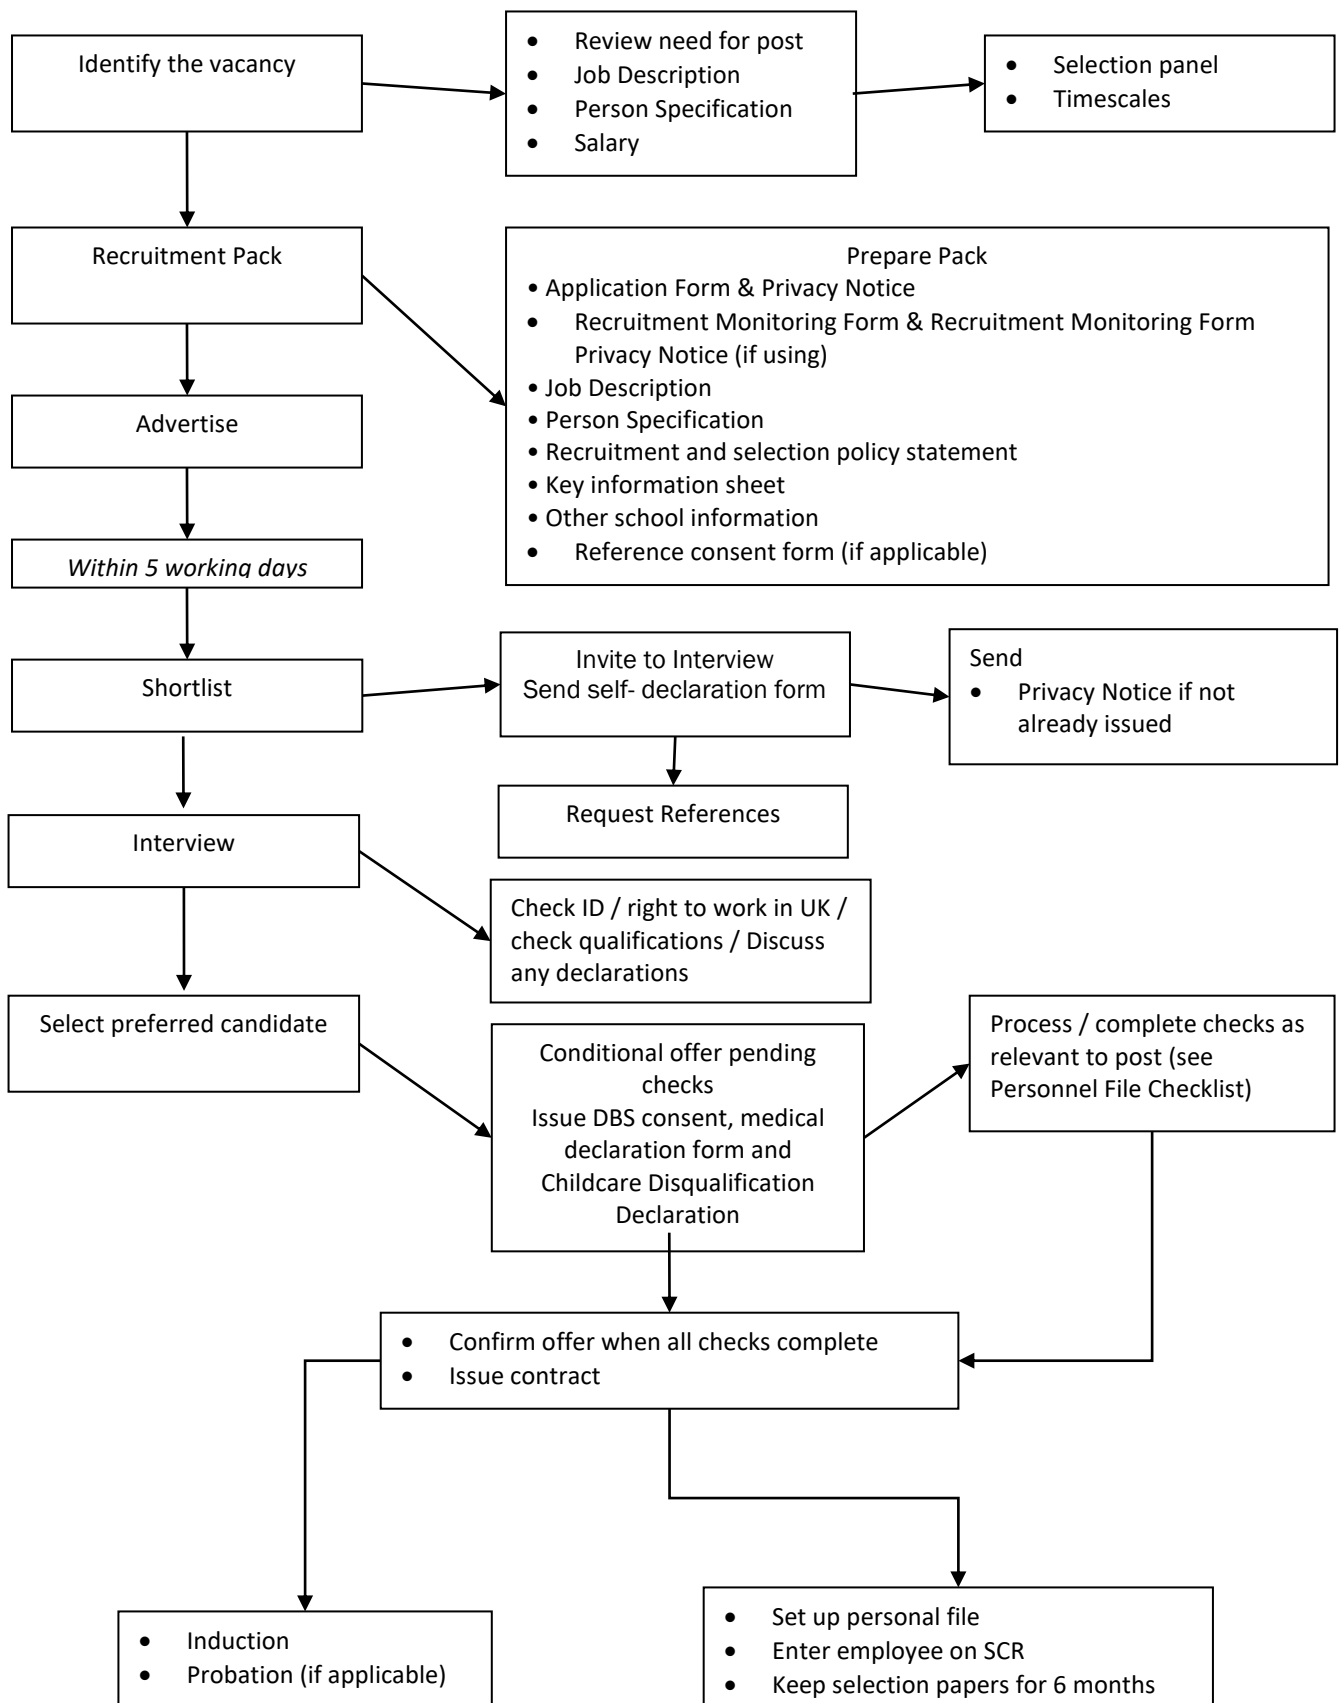 Identify the vacancy
• Review need for post
• Job Description
• Person Specification
• Salary
• Selection panel
• Timescales
Recruitment Pack
Prepare Pack
• Application Form & Privacy Notice
• Recruitment Monitoring Form & Recruitment Monitoring Form
Privacy Notice (if using)
• Job Description
• Person Specification
• Recruitment and selection policy statement
• Key information sheet
• Other school information
• Reference consent form (if applicable)
Advertise
Within 5 working days
Shortlist
Invite to Interview
Send self- declaration form
Send
• Privacy Notice if not
already issued
Request References
Interview
Check ID / right to work in UK /
check qualifications / Discuss
any declarations
Select preferred candidate
Conditional offer pending
checks
Issue DBS consent, medical
declaration form and
Childcare Disqualification
Declaration
Process / complete checks as
relevant to post (see
Personnel File Checklist)
• Confirm offer when all checks complete
• Issue contract
• Induction
• Probation (if applicable)
• Set up personal file
• Enter employee on SCR
• Keep selection papers for 6 months